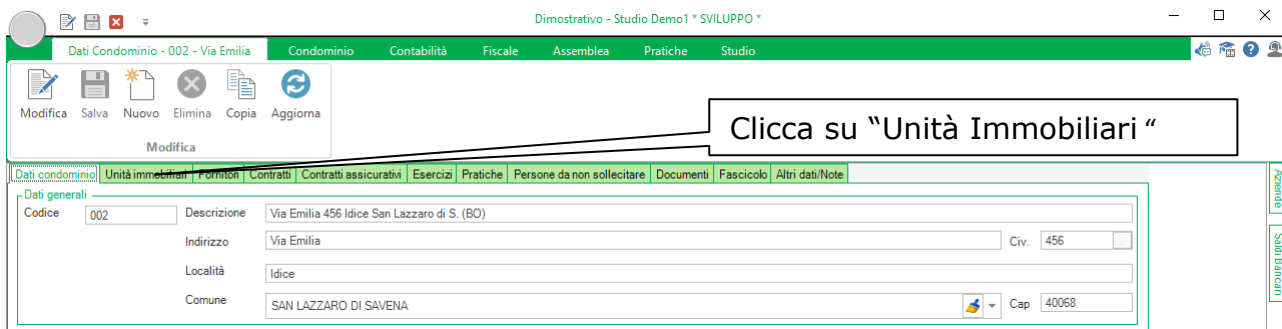 Dimostrativo - Studio Demo1 * SVILUPPO *
Dati Condominio - 002 - Via Emilia Condominio Contabilità Fiscale Assemblea Pratiche Studio
Modifica Salva Nuovo Elimina Copia Aggiorna
Modifica
Clicca su “Unità Immobiliari “
Dati condominio Unità immobiliari Fornitori Contratti Contratti assicurativi Esercizi Pratiche Persone da non sollecitare Documenti Fascicolo Altri dati/Note
Dati generali
Codice 002 Descrizione Via Emilia 456 Idice San Lazzaro di S. (BO)
Indirizzo Via Emilia Civ. 456 ...
Località Idice
Comune SAN LAZZARO DI SAVENA Cap 40068
Aziende
Saldi Bancari